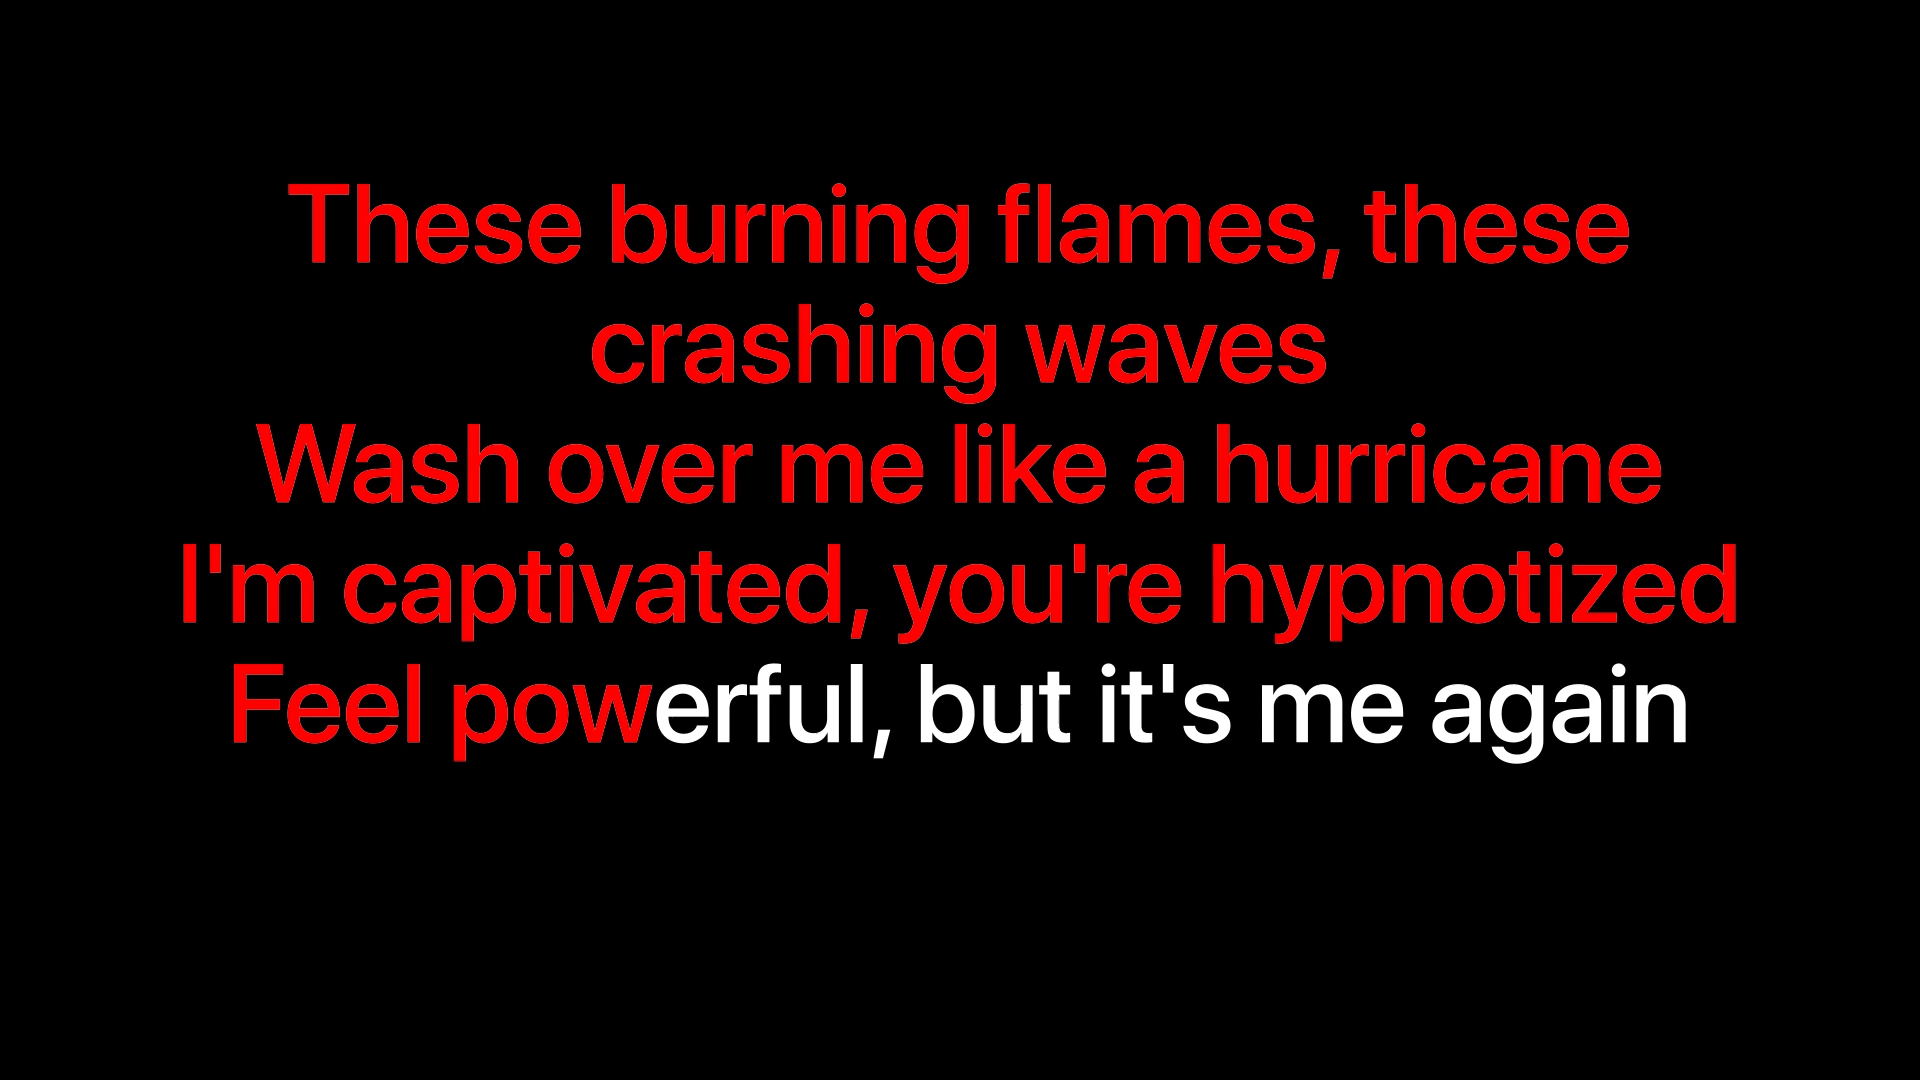 These burning flames, these
crashing waves
Wash over me like a hurricane
I'm captivated, you're hypnotized
Feel powerful, but it's me again